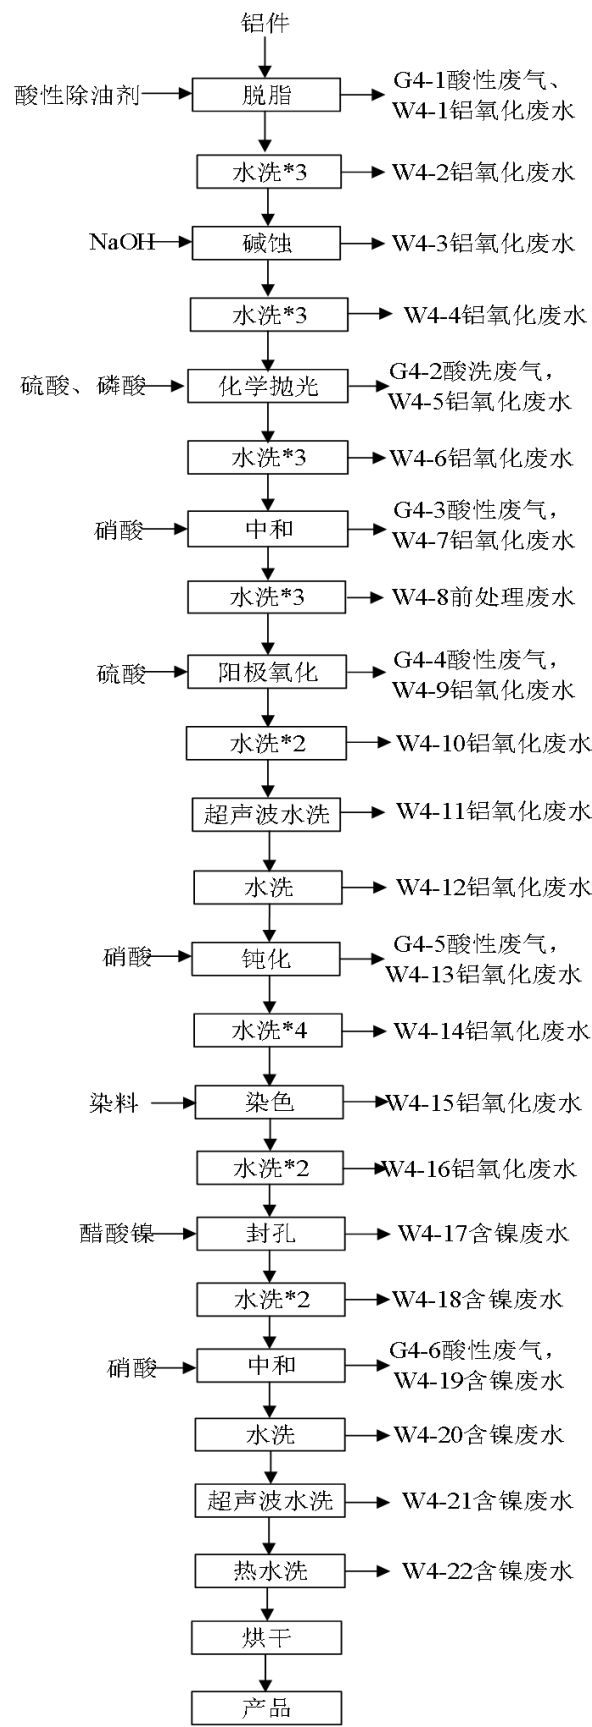 铝件
酸性除油剂
脱脂
G4-1酸性废气、
W4-1铝氧化废水
水洗*3
W4-2铝氧化废水
NaOH
碱蚀
W4-3铝氧化废水
水洗*3
W4-4铝氧化废水
硫酸、磷酸
化学抛光
G4-2酸洗废气，
W4-5铝氧化废水
水洗*3
W4-6铝氧化废水
硝酸
中和
G4-3酸性废气，
W4-7铝氧化废水
水洗*3
W4-8前处理废水
硫酸
阳极氧化
G4-4酸性废气，
W4-9铝氧化废水
水洗*2
W4-10铝氧化废水
超声波水洗
W4-11铝氧化废水
水洗
W4-12铝氧化废水
硝酸
钝化
G4-5酸性废气，
W4-13铝氧化废水
水洗*4
W4-14铝氧化废水
染料
染色
W4-15铝氧化废水
水洗*2
W4-16铝氧化废水
醋酸镍
封孔
W4-17含镍废水
水洗*2
W4-18含镍废水
硝酸
中和
G4-6酸性废气，
W4-19含镍废水
水洗
W4-20含镍废水
超声波水洗
W4-21含镍废水
热水洗
W4-22含镍废水
烘干
产品